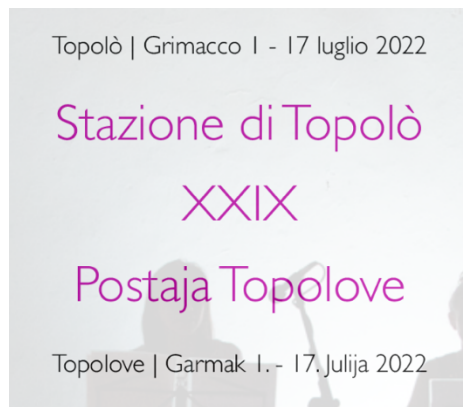 Topolò | Grimacco 1 - 17 luglio 2022
Stazione di Topolò
XXIX
Postaja Topolove
Topolove | Garmak 1. - 17. Julija 2022